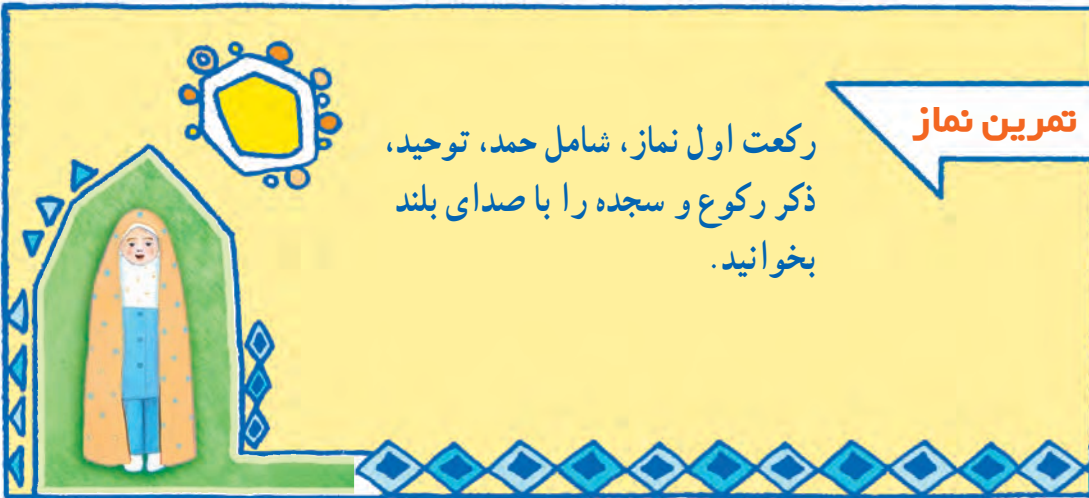 تمرین نماز
رکعت اول نماز، شامل حمد، توحید،
ذکر رکوع و سجده را با صدای بلند
بخوانید.